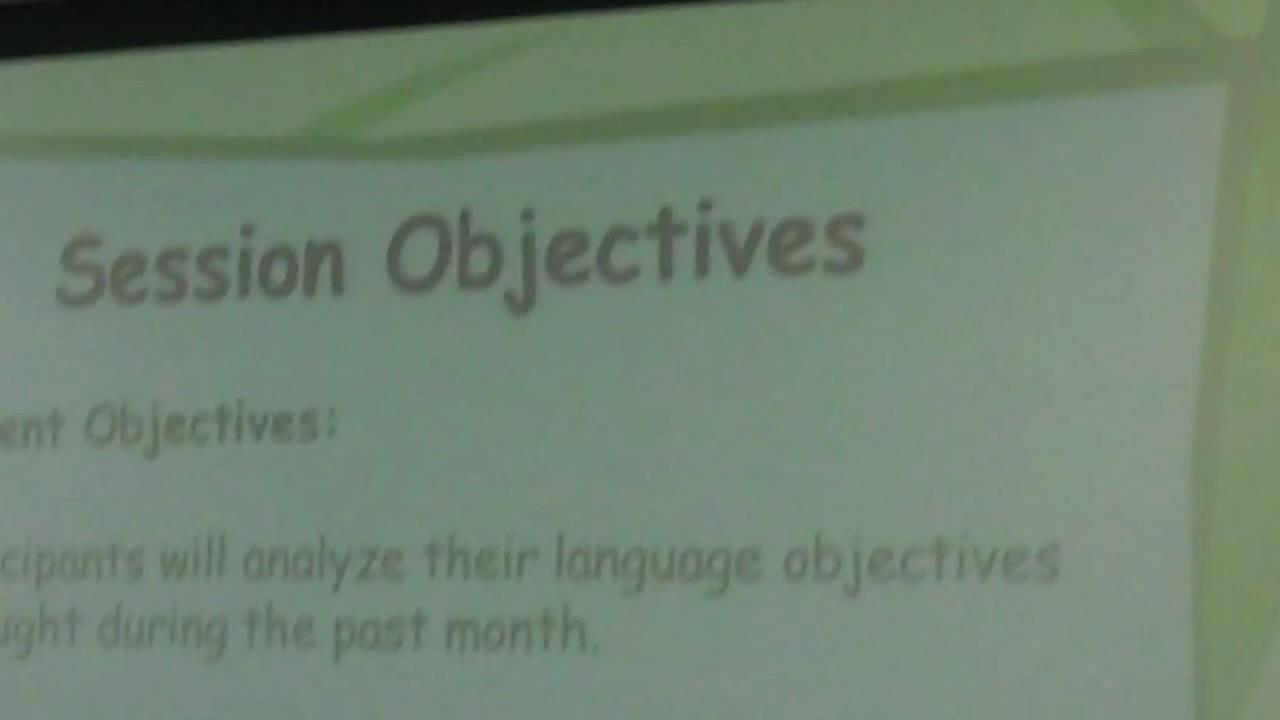 Session Objectives
ent Objectives:
cipants will analyze their language objectives
ught during the past month.